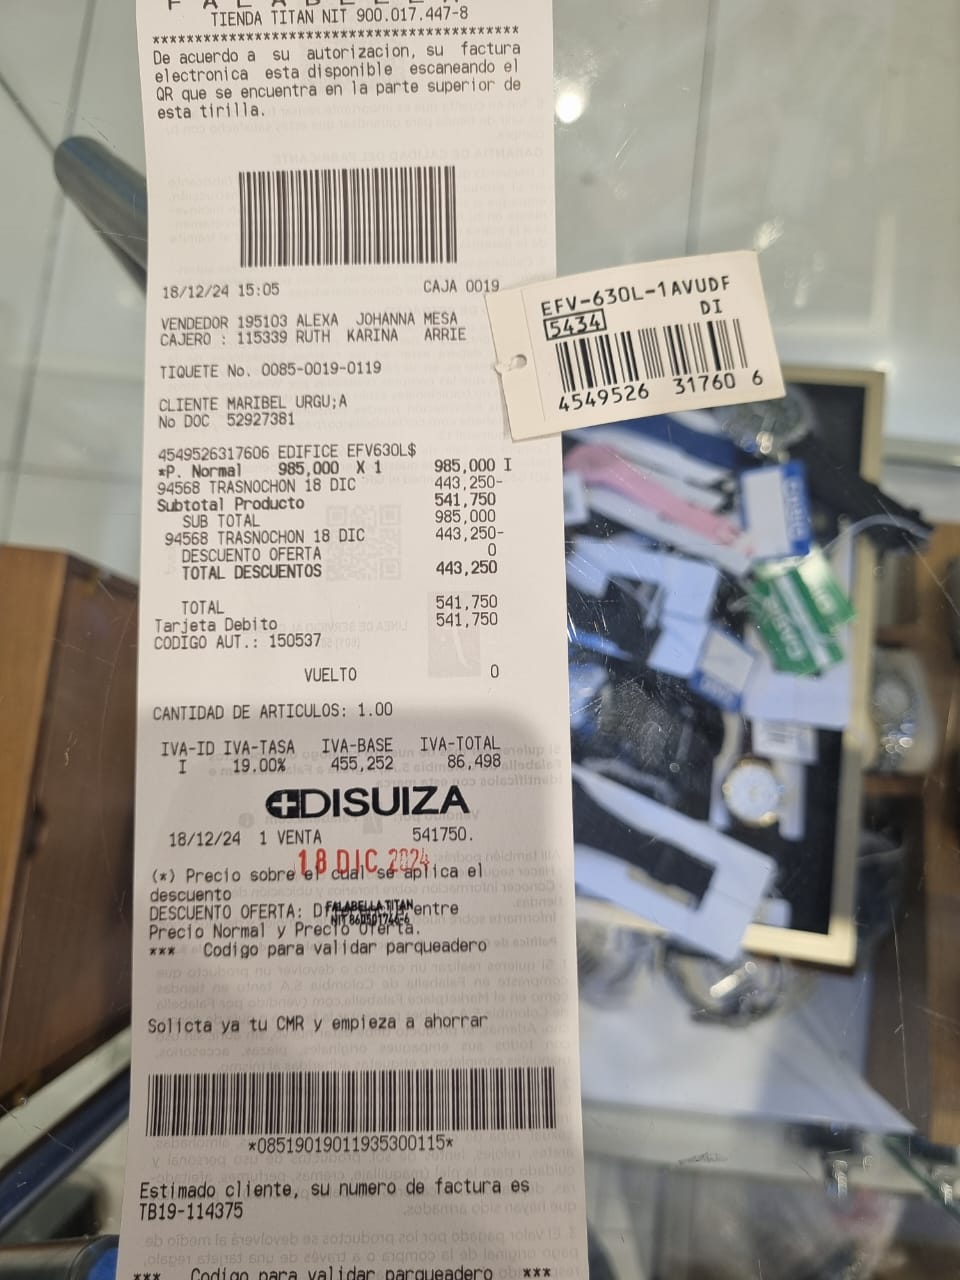 FALABELLA
TIENDA TITAN NIT 900.017.447-8
******************************************
De acuerdo a su autorizacion, su factura
electronica esta disponible escaneando el
QR que se encuentra en la parte superior de
esta tirilla.
18/12/24 15:05 CAJA 0019
VENDEDOR 195103 ALEXA JOHANNA MESA
CAJERO : 115339 RUTH KARINA ARRIE
TIQUETE No. 0085-0019-0119
CLIENTE MARIBEL URGU;A
No DOC 52927381
4549526317606 EDIFICE EFV630L$
*P. Normal 985,000 X 1 985,000 I
94568 TRASNOCHON 18 DIC 443,250-
Subtotal Producto 541,750
SUB TOTAL 985,000
94568 TRASNOCHON 18 DIC 443,250-
DESCUENTO OFERTA 0
TOTAL DESCUENTOS 443,250
TOTAL 541,750
Tarjeta Debito 541,750
CODIGO AUT.: 150537
VUELTO 0
CANTIDAD DE ARTICULOS: 1.00
IVA-ID IVA-TASA IVA-BASE IVA-TOTAL
I 19.00% 455,252 86,498
DISUIZA
18/12/24 1 VENTA 541750.
18 DIC 2024
(*) Precio sobre el cual se aplica el
descuento
DESCUENTO OFERTA: entre
FALABELLA TITAN
Precio Normal y Precio Oferta.
*** Codigo para validar parqueadero
Solicta ya tu CMR y empieza a ahorrar
*08519019011935300115*
Estimado cliente, su numero de factura es
TB19-114375
*** Codigo para validar parqueadero ***
EFV-630L-1AVUDF
5434 DI
4549526 31760 6
CASIO